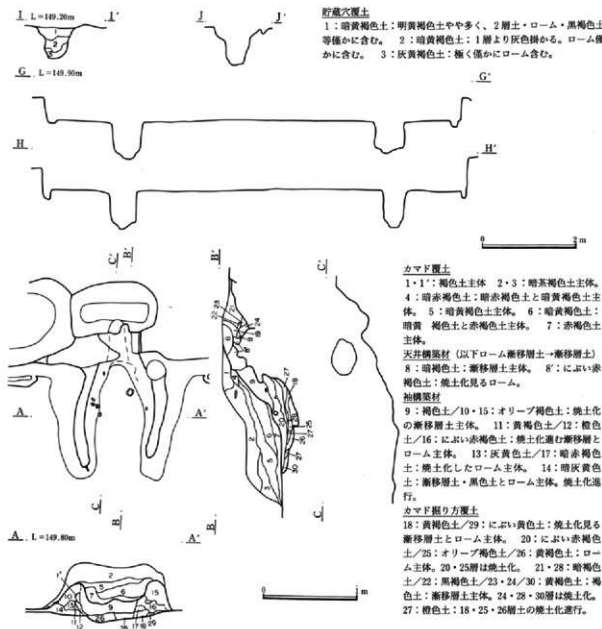 I L=149.20m I'
J J'
G L=149.90m G'
H H'
0 2 m
貯蔵穴覆土
1：暗黄褐色土：明黄褐色土やや多く、2層土・ローム・黒褐色土
等僅かに含む。 2：暗黄褐色土：1層より灰色掛かる。ローム僅
かに含む。 3：灰黄褐色土：極く僅かにローム含む。
C' B'
B' C'
A A'
C B
B C
A L=149.80m A'
0 1 m
カマド覆土
1・1'：褐色土主体 2・3：暗茶褐色土主体。
4：暗赤褐色土：暗赤褐色土と暗黄褐色土主
体。 5：暗黄褐色土主体。 6：暗黄褐色土：
暗黄 褐色土と赤褐色土主体。 7：赤褐色土
主体。
天井構築材（以下ローム漸移層土→漸移層土）
8：暗褐色土：漸移層土主体。 8'：にぶい赤
褐色土：焼土化見るローム。
袖構築材
9：褐色土／10・15：オリーブ褐色土：焼土化
の漸移層土主体。 11：黄褐色土／12：橙色
土／16：にぶい赤褐色土：焼土化進む漸移層と
ローム主体。 13：灰黄色土／17：暗赤褐色
土：焼土化したローム主体。 14：暗灰黄色
土：漸移層土・黒色土とローム主体。焼土化進
行。
カマド掘り方覆土
18：黄褐色土／29：にぶい黄色土：焼土化見る
漸移層土とローム主体。 20：にぶい赤褐色
土／25：オリーブ褐色土／26：黄褐色土：ロー
ム主体。20・25層は焼土化。 21・28：暗褐色
土／22：黒褐色土／23・24／30：黄褐色土：褐
色土：漸移層土主体。24・28・30層は焼土化。
27：橙色土：18・25・26層土の焼土化進行。